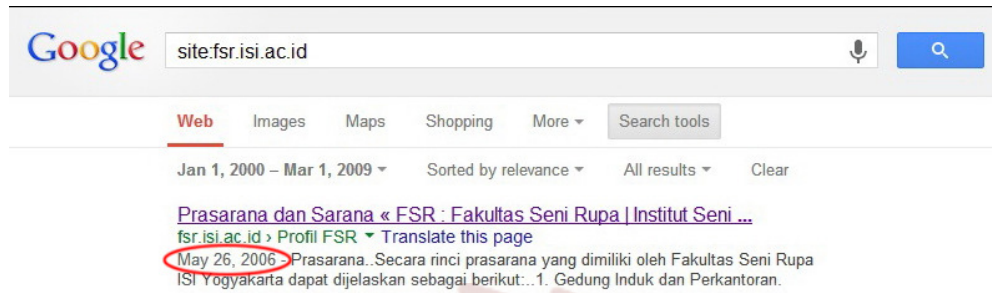 Google site:fsr.isi.ac.id
Web Images Maps Shopping More Search tools
Jan 1, 2000 – Mar 1, 2009 Sorted by relevance All results Clear
Prasarana dan Sarana « FSR : Fakultas Seni Rupa | Institut Seni ...
fsr.isi.ac.id › Profil FSR Translate this page
May 26, 2006 - Prasarana..Secara rinci prasarana yang dimiliki oleh Fakultas Seni Rupa
ISI Yogyakarta dapat dijelaskan sebagai berikut:..1. Gedung Induk dan Perkantoran.